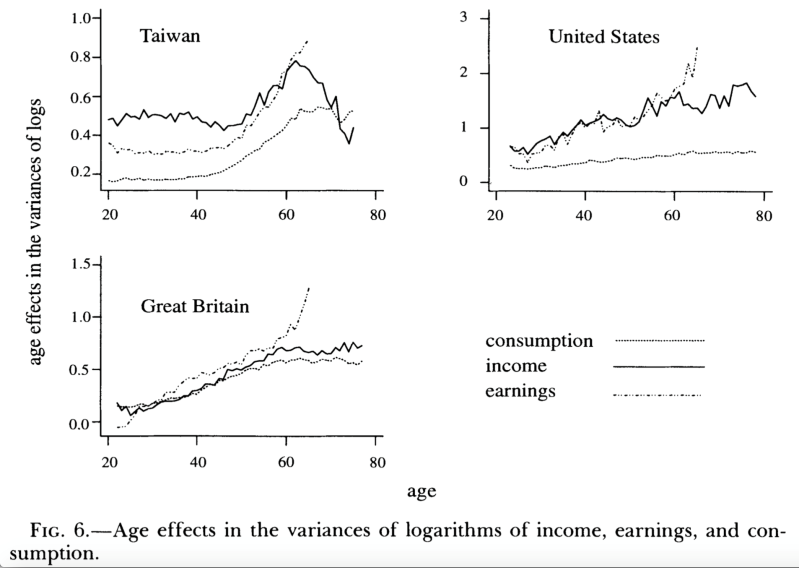 1.0
Taiwan
0.8
0.6
0.4
0.2
20 40 60 80
3
United States
2
1
0
20 40 60 80
age effects in the variances of logs
1.5
Great Britain
1.0
0.5
0.0
20 40 60 80
consumption
income
earnings
age
FIG. 6.—Age effects in the variances of logarithms of income, earnings, and con-
sumption.